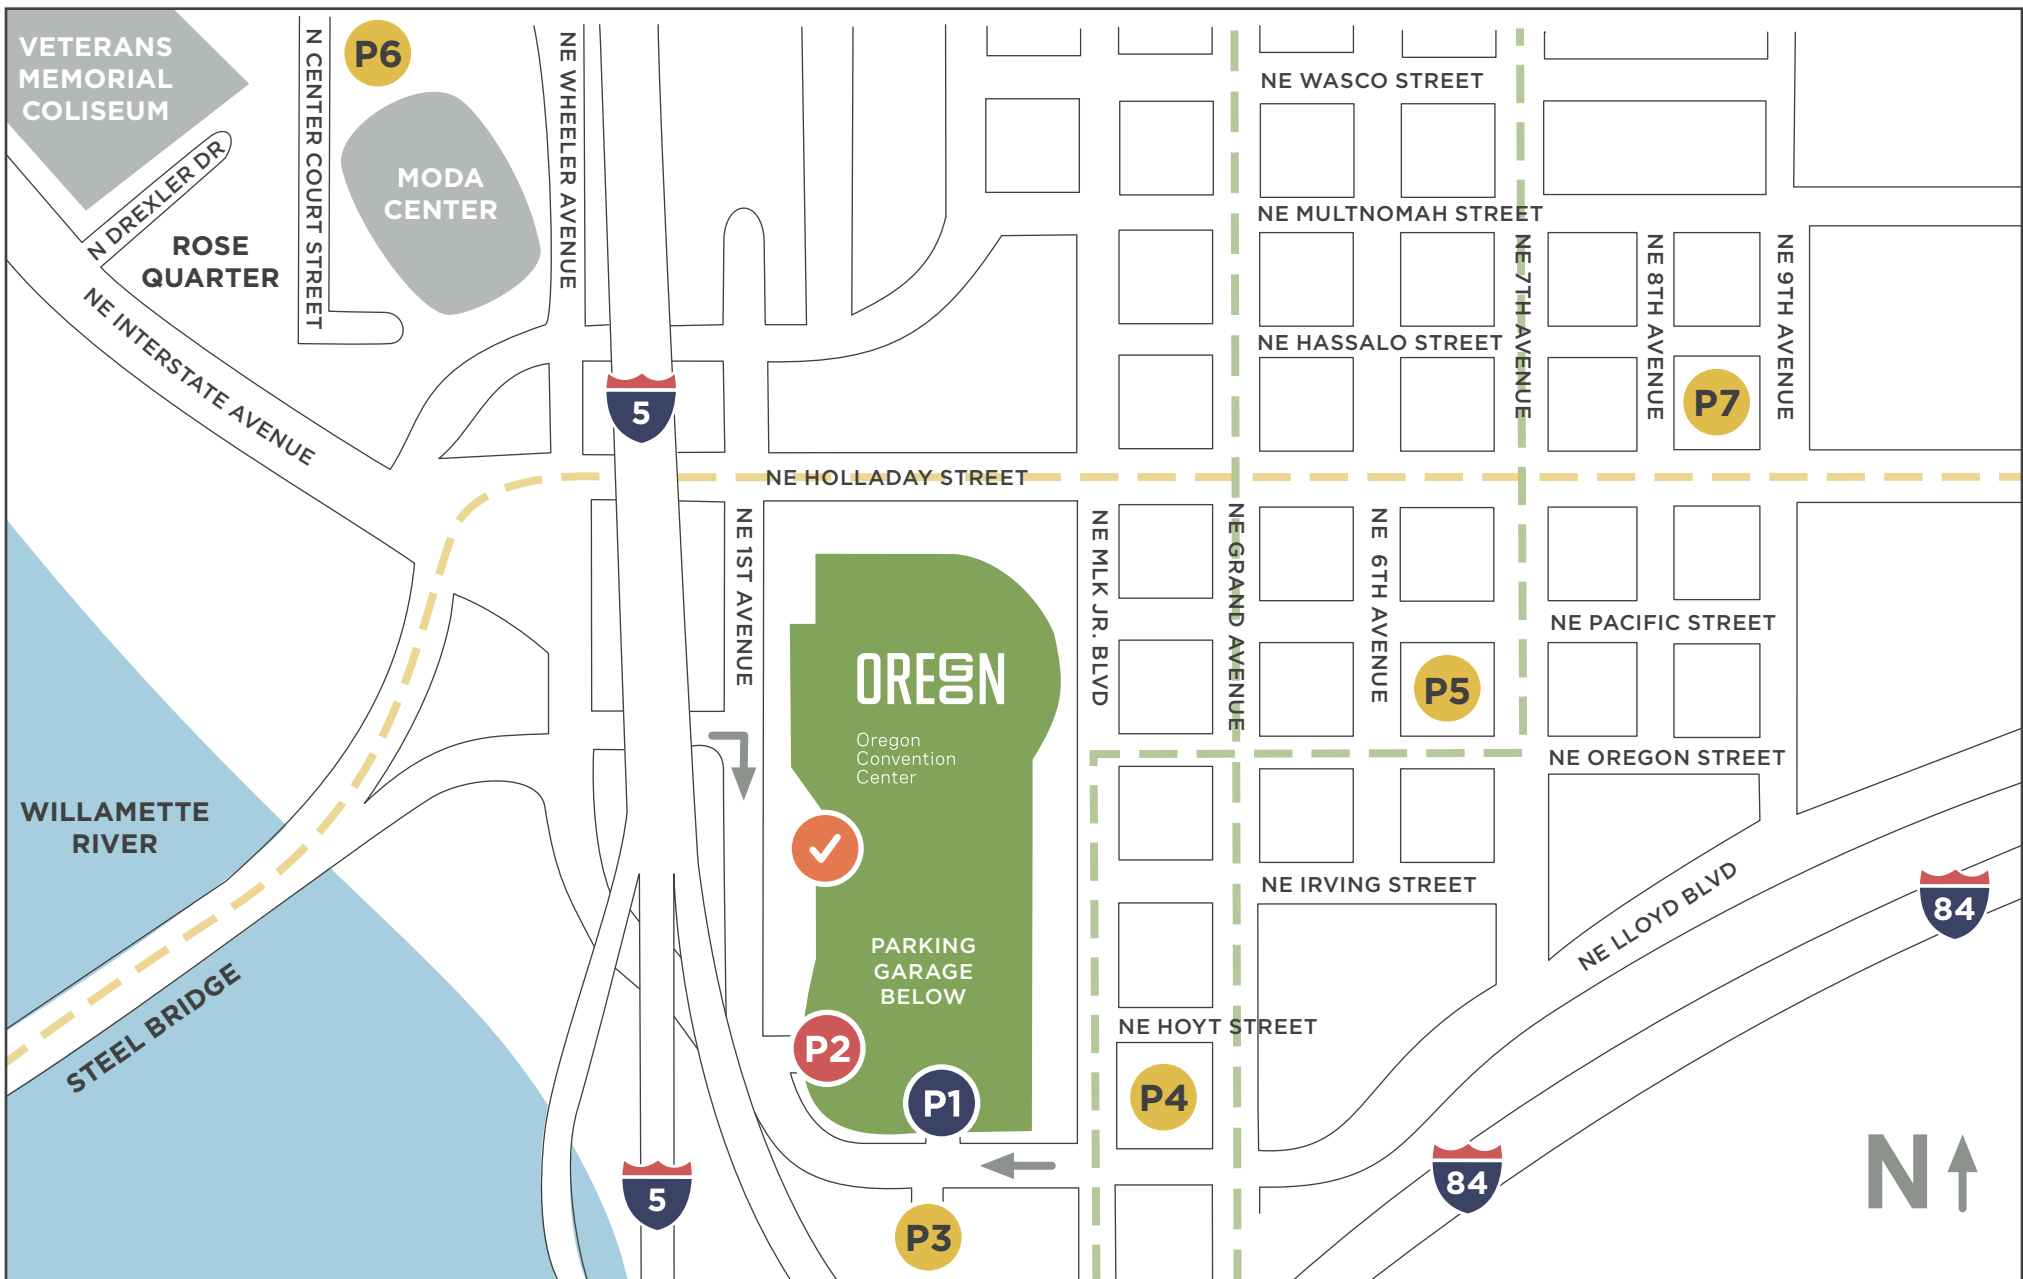 VETERANS
MEMORIAL
COLISEUM
N CENTER COURT STREET
P6
NE WHEELER AVENUE
NE WASCO STREET
N DREXLER DR
MODA
CENTER
ROSE
QUARTER
NE MULTNOMAH STREET
NE 7TH AVENUE
NE 8TH AVENUE
NE 9TH AVENUE
NE INTERSTATE AVENUE
NE HASSALO STREET
5
P7
NE HOLLADAY STREET
NE 1ST AVENUE
NE MLK JR. BLVD
NE GRAND AVENUE
NE 6TH AVENUE
NE PACIFIC STREET
OREGON
Oregon
Convention
Center
P5
NE OREGON STREET
WILLAMETTE
RIVER
NE IRVING STREET
NE LLOYD BLVD
84
PARKING
GARAGE
BELOW
STEEL BRIDGE
NE HOYT STREET
P2
P1
P4
5
84
P3
N